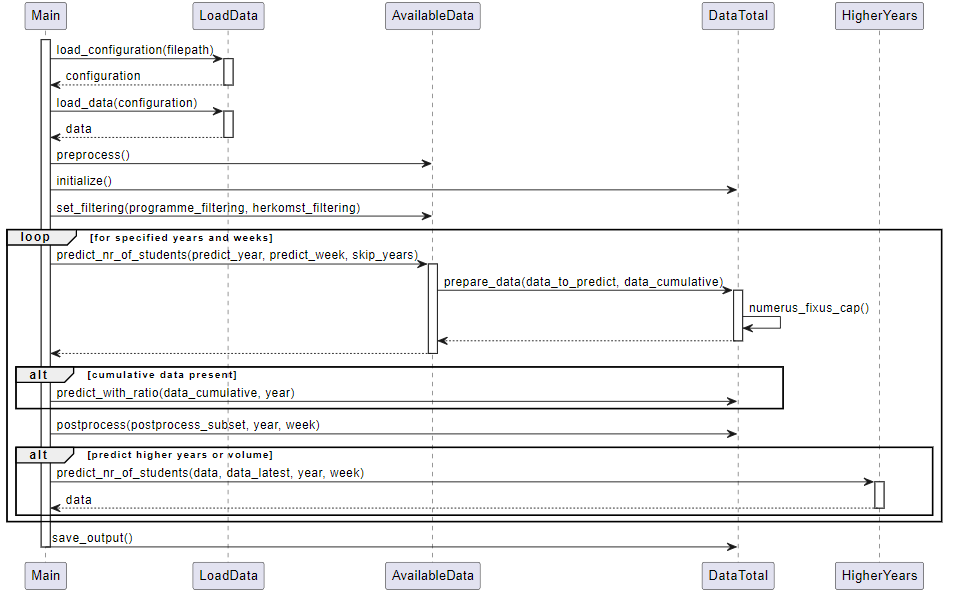 Main LoadData AvailableData DataTotal HigherYears
load_configuration(filepath)
configuration
load_data(configuration)
data
preprocess()
initialize()
set_filtering(programme_filtering, herkomst_filtering)
loop [for specified years and weeks]
predict_nr_of_students(predict_year, predict_week, skip_years)
prepare_data(data_to_predict, data_cumulative)
numerus_fixus_cap()
alt [cumulative data present]
predict_with_ratio(data_cumulative, year)
postprocess(postprocess_subset, year, week)
alt [predict higher years or volume]
predict_nr_of_students(data, data_latest, year, week)
data
save_output()
Main LoadData AvailableData DataTotal HigherYears